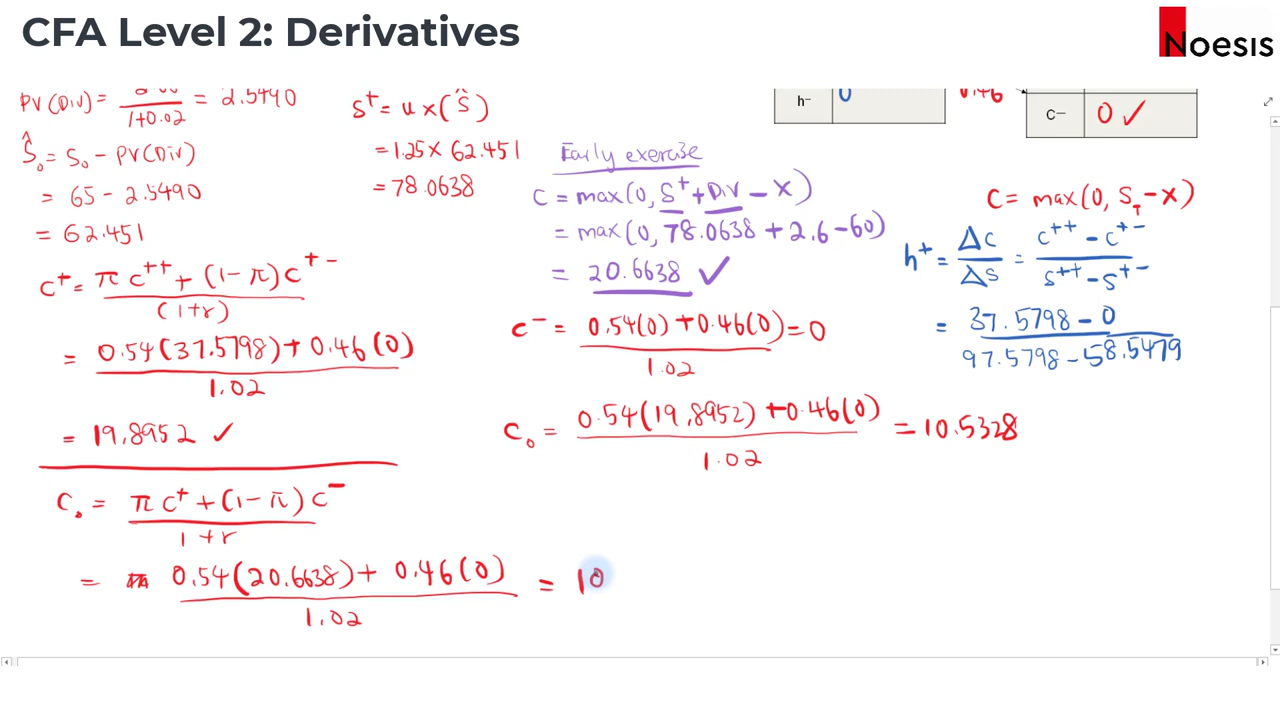 CFA Level 2: Derivatives
Noesis
PV(Div) = 2.60/1+0.02 = 2.5490
Ŝ₀ = S₀ - PV(Div)
= 65 - 2.5490
= 62.451
S⁺ = u × (Ŝ)
= 1.25 × 62.451
= 78.0638
h⁻ 0
0.46
c⁻ 0 ✓
Early exercise
C = max(0, S⁺ + Div - X)
= max(0, 78.0638 + 2.6 - 60)
= 20.6638 ✓
C = max(0, S_T - X)
h⁺ = ΔC/ΔS = (c⁺⁺ - c⁺⁻)/(S⁺⁺ - S⁺⁻)
= (37.5798 - 0)/(97.5798 - 58.5479)
c⁺ = (π c⁺⁺ + (1 - π) c⁺⁻)/(1+r)
= (0.54(37.5798) + 0.46(0))/1.02
= 19.8952 ✓
c⁻ = (0.54(0) + 0.46(0))/1.02 = 0
C₀ = (0.54(19.8952) + 0.46(0))/1.02 = 10.5328
C₀ = (π c⁺ + (1 - π) c⁻)/1+r
= (0.54(20.6638) + 0.46(0))/1.02 = 10